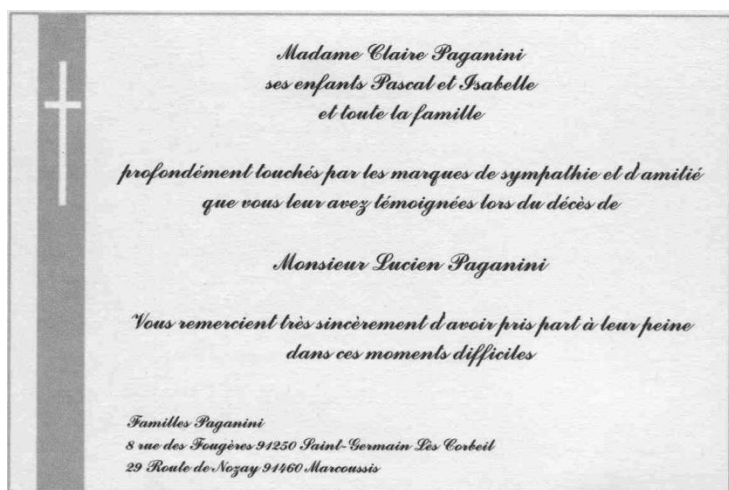 Madame Claire Paganini
ses enfants Pascal et Isabelle
et toute la famille
profondément touchés par les marques de sympathie et d'amitié
que vous leur avez témoignées lors du décès de
Monsieur Lucien Paganini
Vous remercient très sincèrement d'avoir pris part à leur peine
dans ces moments difficiles
Familles Paganini
8 rue des Fougères 91250 Saint-Germain Lès Corbeil
29 Route de Nozay 91460 Marcoussis